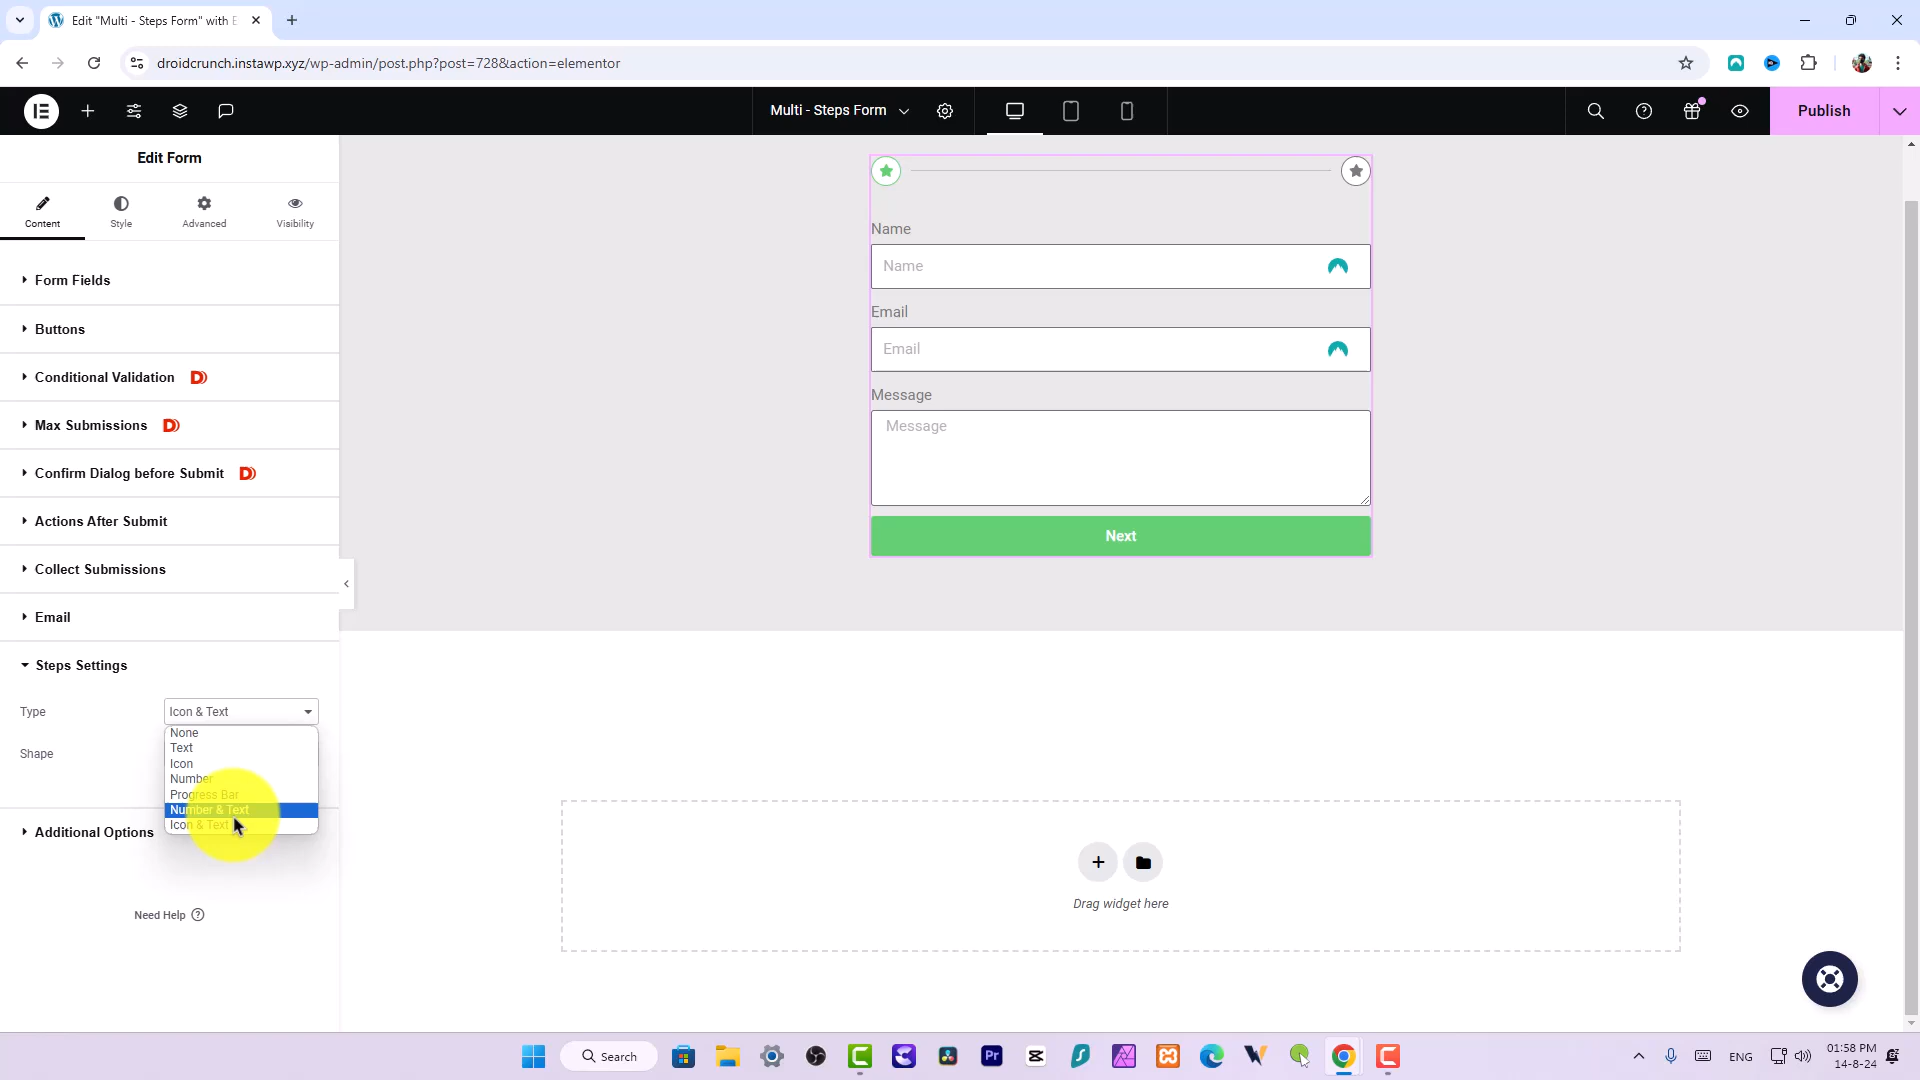 Edit "Multi - Steps Form" with E
droidcrunch.instawp.xyz/wp-admin/post.php?post=728&action=elementor
Multi - Steps Form
Publish
Edit Form
Content
Style
Advanced
Visibility
Form Fields
Buttons
Conditional Validation
Max Submissions
Confirm Dialog before Submit
Actions After Submit
Collect Submissions
Email
Steps Settings
Type
Icon & Text
None
Text
Icon
Number
Progress Bar
Number & Text
Icon & Text
Shape
Additional Options
Need Help
Name
Name
Email
Email
Message
Message
Next
Drag widget here
Search
Pr
ENG
01:58 PM
14-8-24